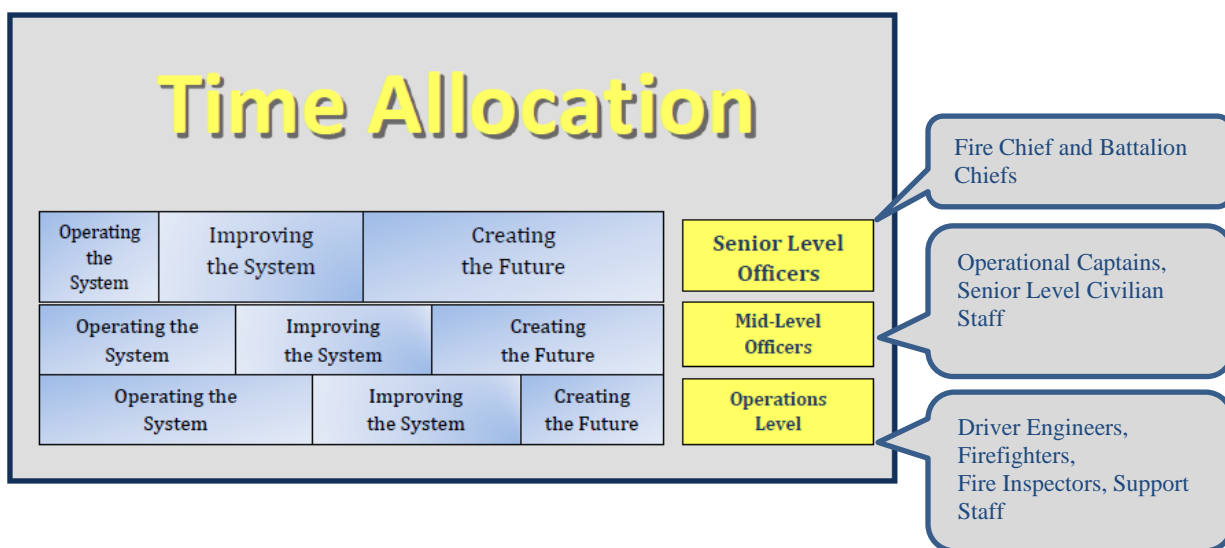 Time Allocation
Operating
the
System
Improving
the System
Creating
the Future
Senior Level
Officers
Fire Chief and Battalion
Chiefs
Operating the
System
Improving
the System
Creating
the Future
Mid-Level
Officers
Operational Captains,
Senior Level Civilian
Staff
Operating the
System
Improving
the System
Creating
the Future
Operations
Level
Driver Engineers,
Firefighters,
Fire Inspectors, Support
Staff